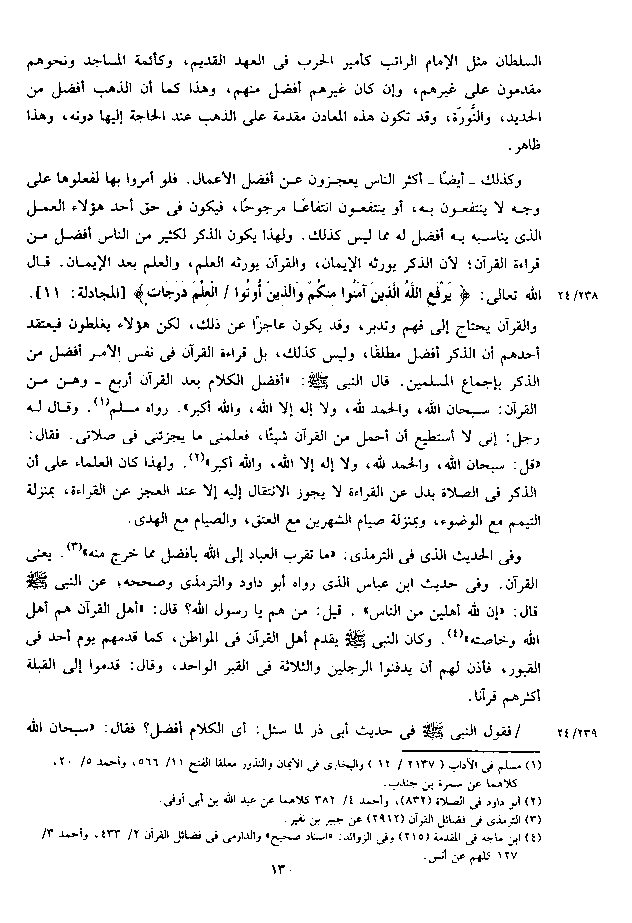 السلطان مثل الإمام الراتب كأمير الحرب فى العهد القديم، وكأئمة المساجد ونحوهم
مقدمون على غيرهم، وإن كان غيرهم أفضل منهم، وهذا كما أن الذهب أفضل من
الحديد، والنُّورَة، وقد تكون هذه المعادن مقدمة على الذهب عند الحاجة إليها دونه، وهذا
ظاهر.
وكذلك ـ أيضًا ـ أكثر الناس يعجزون عن أفضل الأعمال. فلو أمروا بها لفعلوها على
وجه لا ينتفعون به، أو ينتفعون انتفاعًا مرجوحًا، فيكون فى حق أحد هؤلاء العمل
الذى يناسبه به أفضل له مما ليس كذلك. ولهذا يكون الذكر لكثير من الناس أفضل من
قراءة القرآن؛ لأن الذكر يورثه الإيمان، والقرآن يورثه العلم، والعلم بعد الإيمان. قال
٢٤/٢٣٨ الله تعالى: ﴿ يَرْفَعِ اللَّهُ الَّذِينَ آمَنُوا مِنكُمْ وَالَّذِينَ أُوتُوا / الْعِلْمَ دَرَجَات ﴾ [المجادلة: ١١].
والقرآن يحتاج إلى فهم وتدبر، وقد يكون عاجزًا عن ذلك، لكن هؤلاء يغلطون فيعتقد
أحدهم أن الذكر أفضل مطلقًا، وليس كذلك، بل قراءة القرآن فى نفس الأمر أفضل من
الذكر بإجماع المسلمين. قال النبى ﷺ: «أفضل الكلام بعد القرآن أربع ـ وهن من
القرآن: سبحان الله، والحمد لله، ولا إله إلا الله، والله أكبر». رواه مسلم(١). وقال له
رجل: إنى لا أستطيع أن أحمل من القرآن شيئًا، فعلمنى ما يجزئنى فى صلاتى. فقال:
«قل: سبحان الله، والحمد لله، ولا إله إلا الله، والله أكبر»(٢). ولهذا كان العلماء على أن
الذكر فى الصلاة بدل عن القراءة لا يجوز الانتقال إليه إلا عند العجز عن القراءة، بمنزلة
التيمم مع الوضوء، وبمنزلة صيام الشهرين مع العتق، والصيام مع الهدى.
وفى الحديث الذى فى الترمذى: «ما تقرب العباد إلى الله بأفضل مما خرج منه»(٣). يعنى
القرآن. وفى حديث ابن عباس الذى رواه أبو داود والترمذى وصححه؛ عن النبى ﷺ
قال: «إن لله أهلين من الناس» . قيل: من هم يا رسول الله؟ قال: «أهل القرآن هم أهل
الله وخاصته»(٤). وكان النبى ﷺ يقدم أهل القرآن فى المواطن، كما قدمهم يوم أحد فى
القبور، فأذن لهم أن يدفنوا الرجلين والثلاثة فى القبر الواحد، وقال: قدموا إلى القبلة
أكثرهم قرآنا.
٢٤/٢٣٩ / فقول النبى ﷺ فى حديث أبى ذر لما سئل: أى الكلام أفضل؟ فقال: «سبحان الله
(١) مسلم فى الآداب ( ٢١٣٧ / ١٢ ) والبخارى فى الأيمان والنذور معلقا الفتح ١١/ ٥٦٦، وأحمد ٥/ ٢٠،
كلاهما عن سمرة بن جندب.
(٢) أبو داود فى الصلاة (٨٣٢)، وأحمد ٤/ ٣٨٢ كلاهما عن عبد الله بن أبى أوفى.
(٣) الترمذى فى فضائل القرآن (٢٩١٢) عن جبير بن نفير.
(٤) ابن ماجه فى المقدمة (٢١٥) وفى الزوائد: «إسناد صحيح» والدارمى فى فضائل القرآن ٢/ ٤٣٣، وأحمد ٣/
١٢٧ كلهم عن أنس.
١٣٠